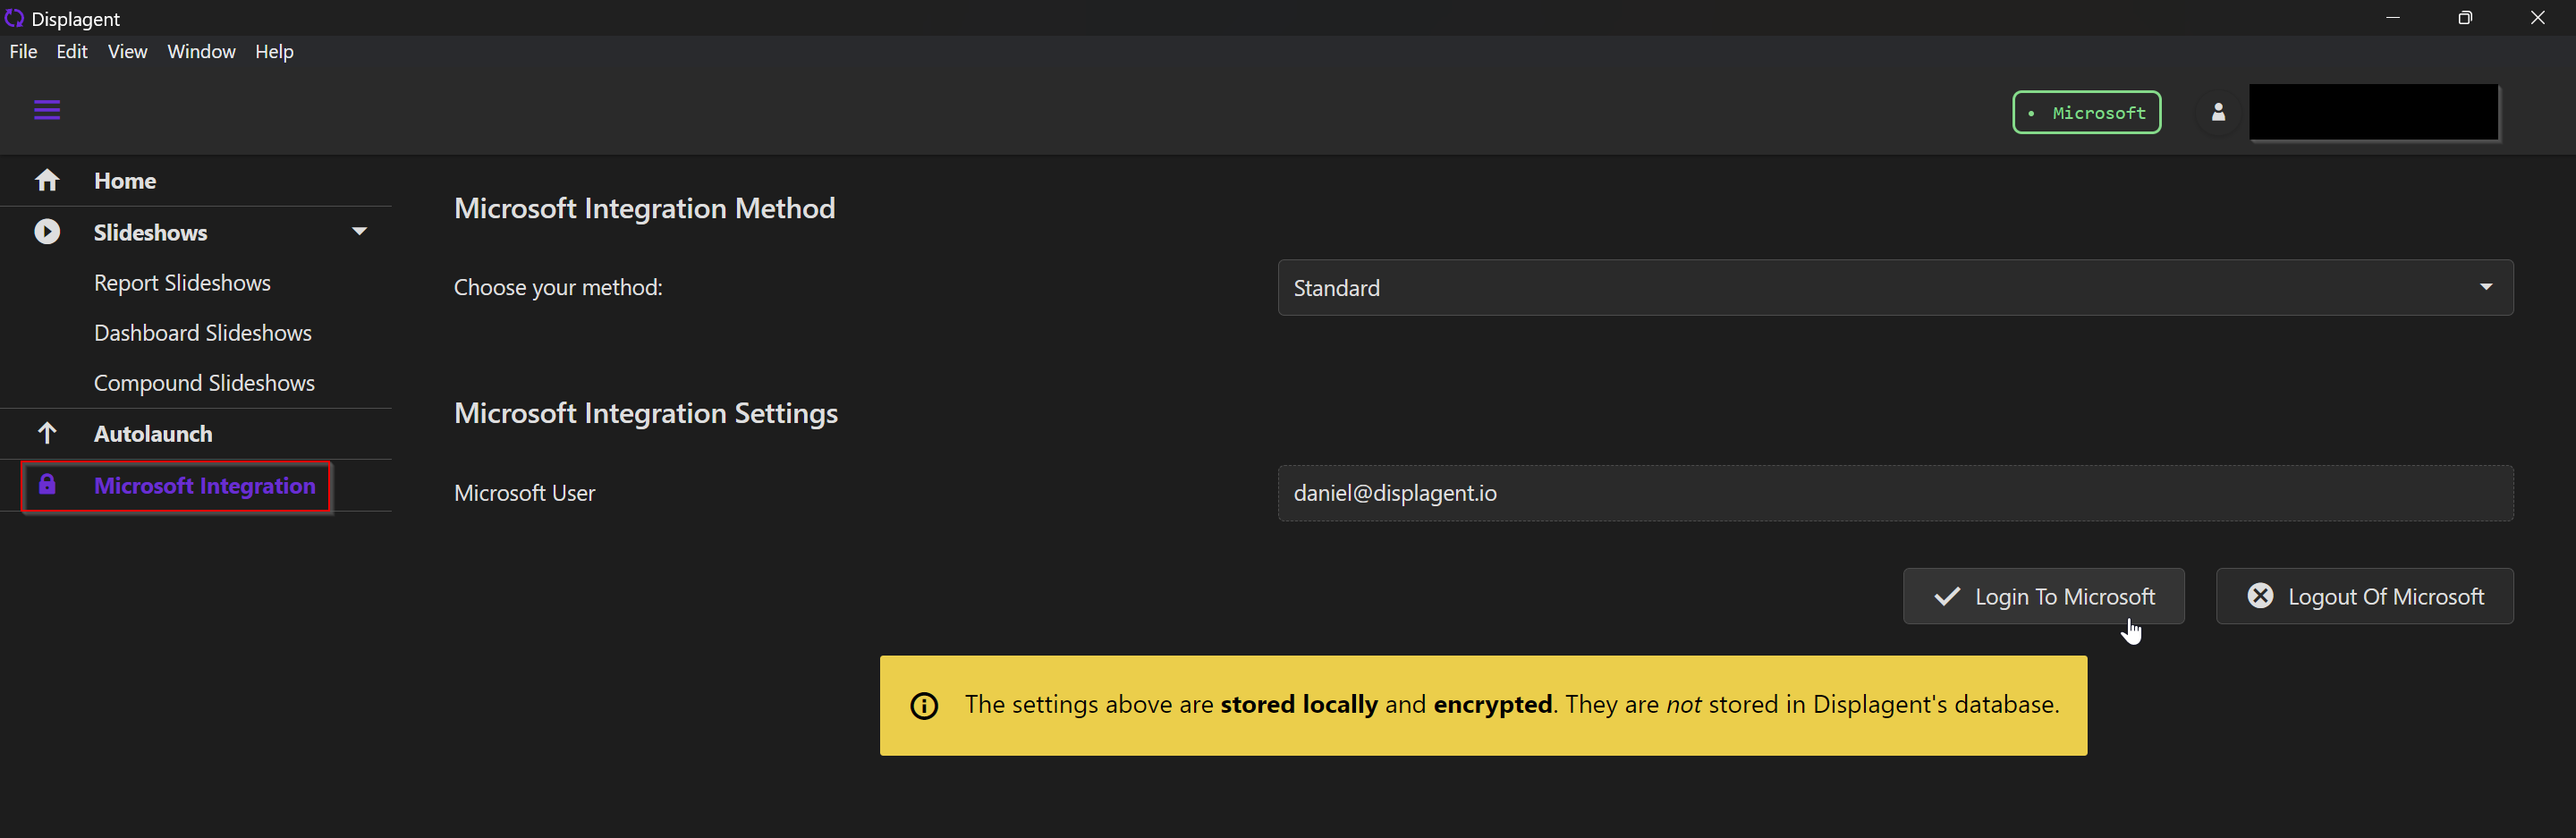 Displagent
File Edit View Window Help
• Microsoft
Home
Slideshows
Report Slideshows
Dashboard Slideshows
Compound Slideshows
Autolaunch
Microsoft Integration
Microsoft Integration Method
Choose your method:
Standard
Microsoft Integration Settings
Microsoft User
daniel@displagent.io
Login To Microsoft
Logout Of Microsoft
The settings above are stored locally and encrypted. They are not stored in Displagent's database.